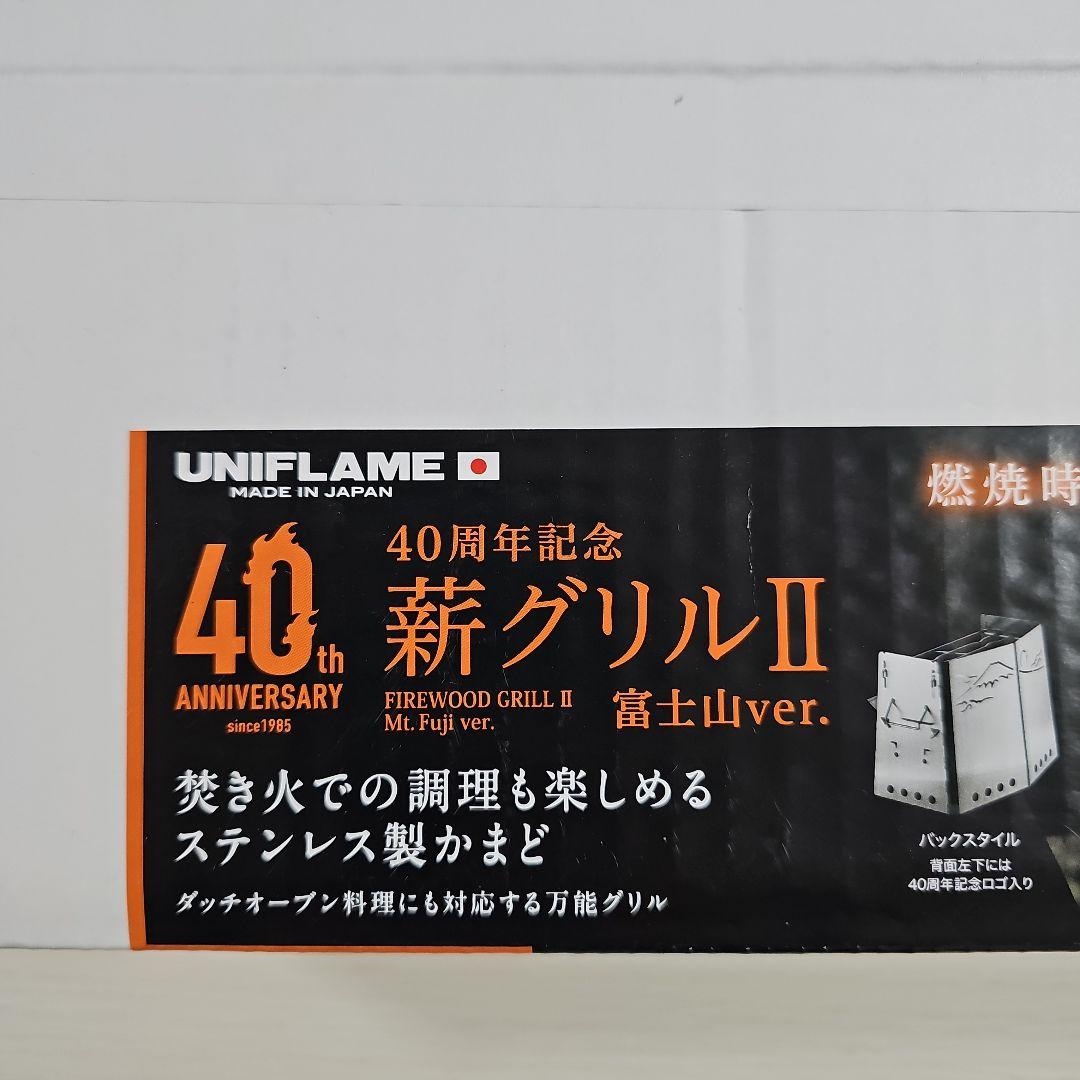 UNIFLAME
MADE IN JAPAN
40th
ANNIVERSARY
since1985
40周年記念
薪グリルⅡ
FIREWOOD GRILL Ⅱ
Mt. Fuji ver.
富士山ver.
焚き火での調理も楽しめる
ステンレス製かまど
ダッチオーブン料理にも対応する万能グリル
燃焼時
バックスタイル
背面左下には
40周年記念ロゴ入り